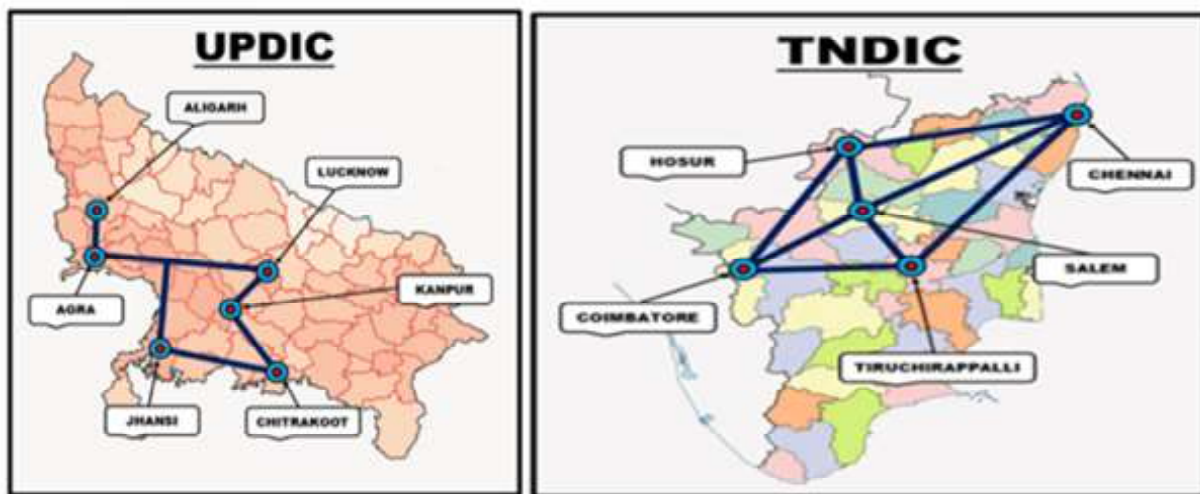 UPDIC
ALIGARH
LUCKNOW
KANPUR
AGRA
JHANSI
CHITRAKOOT
TNDIC
HOSUR
CHENNAI
SALEM
COIMBATORE
TIRUCHIRAPPALLI